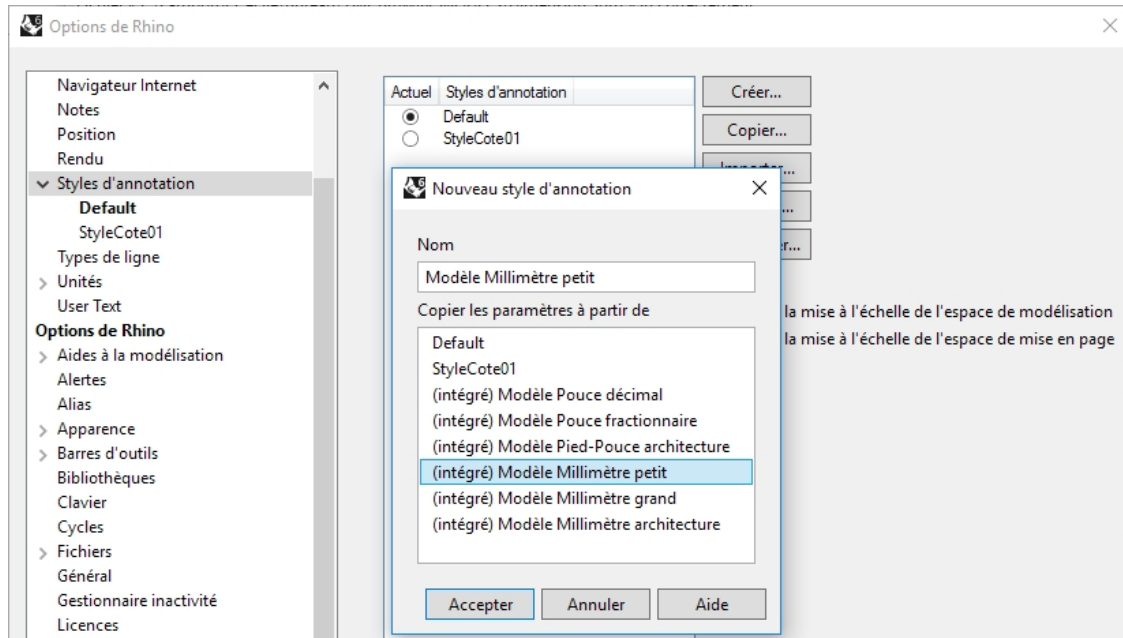 Options de Rhino
Navigateur Internet
Notes
Position
Rendu
Styles d'annotation
Default
StyleCote01
Types de ligne
Unités
User Text
Options de Rhino
Aides à la modélisation
Alertes
Alias
Apparence
Barres d'outils
Bibliothèques
Clavier
Cycles
Fichiers
Général
Gestionnaire inactivité
Licences
Actuel Styles d'annotation
Default
StyleCote01
Créer...
Copier...
la mise à l'échelle de l'espace de modélisation
la mise à l'échelle de l'espace de mise en page
Nouveau style d'annotation
Nom
Modèle Millimètre petit
Copier les paramètres à partir de
Default
StyleCote01
(intégré) Modèle Pouce décimal
(intégré) Modèle Pouce fractionnaire
(intégré) Modèle Pied-Pouce architecture
(intégré) Modèle Millimètre petit
(intégré) Modèle Millimètre grand
(intégré) Modèle Millimètre architecture
Accepter Annuler Aide